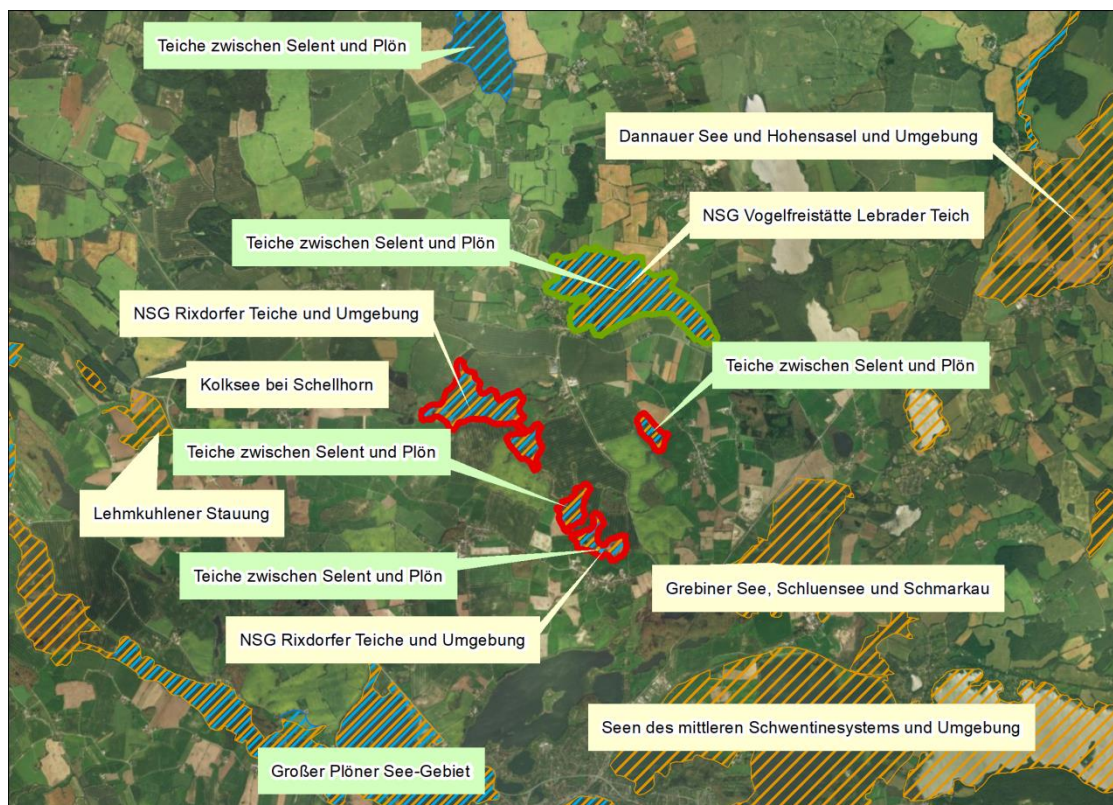 Teiche zwischen Selent und Plön
Dannauer See und Hohensasel und Umgebung
NSG Vogelfreistätte Lebrader Teich
Teiche zwischen Selent und Plön
NSG Rixdorfer Teiche und Umgebung
Teiche zwischen Selent und Plön
Kolksee bei Schellhorn
Teiche zwischen Selent und Plön
Lehmkuhlener Stauung
Teiche zwischen Selent und Plön
Grebiner See, Schluensee und Schmarkau
NSG Rixdorfer Teiche und Umgebung
Seen des mittleren Schwentinesystems und Umgebung
Großer Plöner See-Gebiet